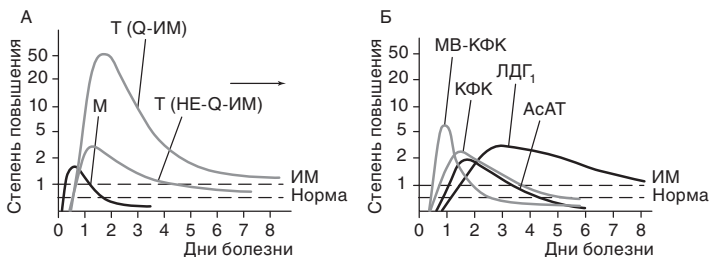 А
Степень повышения
50
20
10
5
2
1
Т (Q-ИМ)
М
Т (НЕ-Q-ИМ)
ИМ
Норма
0 1 2 3 4 5 6 7 8
Дни болезни
Б
Степень повышения
50
20
10
5
2
1
МВ-КФК
ЛДГ1
КФК
АсАТ
ИМ
Норма
0 1 2 3 4 5 6 7 8
Дни болезни